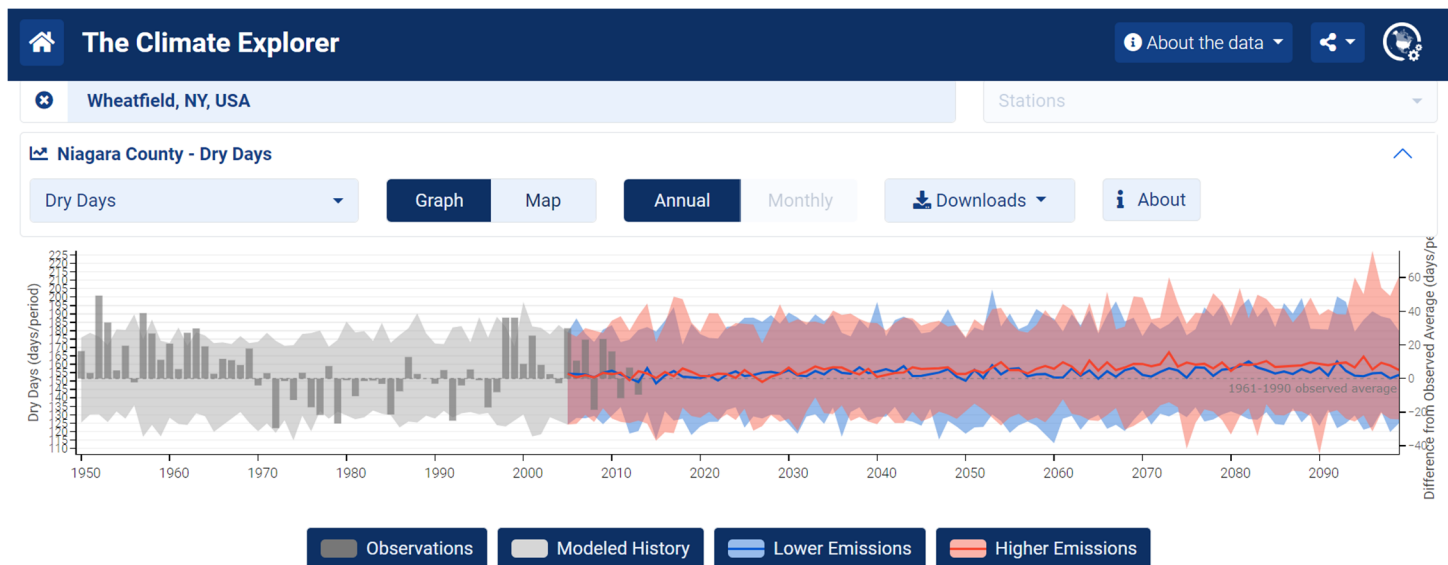 The Climate Explorer
About the data
Wheatfield, NY, USA
Stations
Niagara County - Dry Days
Dry Days
Graph
Map
Annual
Monthly
Downloads
About
Dry Days (days/period)
225
220
215
210
205
200
195
190
185
180
175
170
165
160
155
150
145
140
135
130
125
120
115
110
60
40
20
0
-20
-40
Difference from Observed Average (days/pe
1961-1990 observed average
1950 1960 1970 1980 1990 2000 2010 2020 2030 2040 2050 2060 2070 2080 2090
Observations
Modeled History
Lower Emissions
Higher Emissions